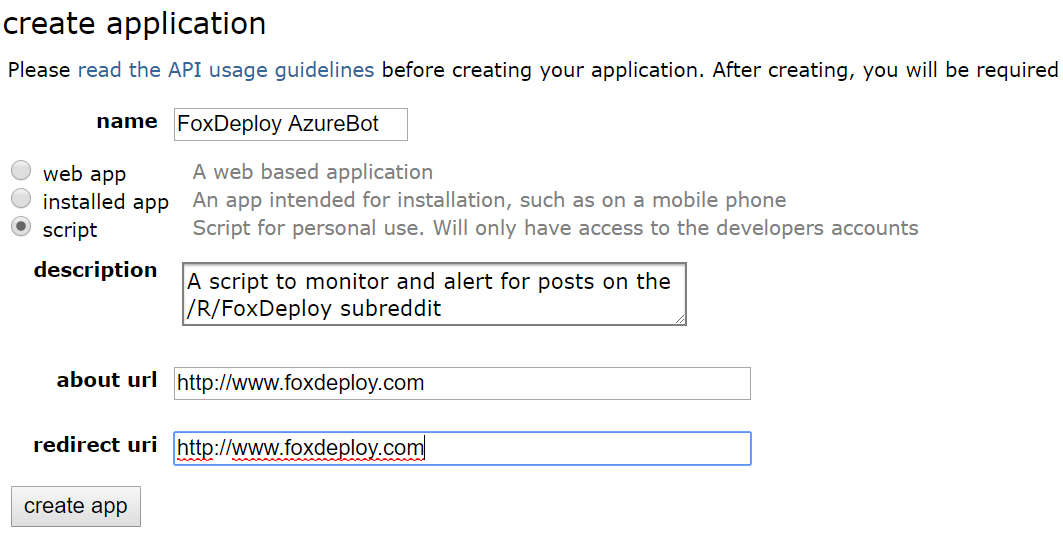 create application
Please read the API usage guidelines before creating your application. After creating, you will be required
name FoxDeploy AzureBot
web app A web based application
installed app An app intended for installation, such as on a mobile phone
script Script for personal use. Will only have access to the developers accounts
description A script to monitor and alert for posts on the
/R/FoxDeploy subreddit
about url http://www.foxdeploy.com
redirect uri http://www.foxdeploy.com
create app